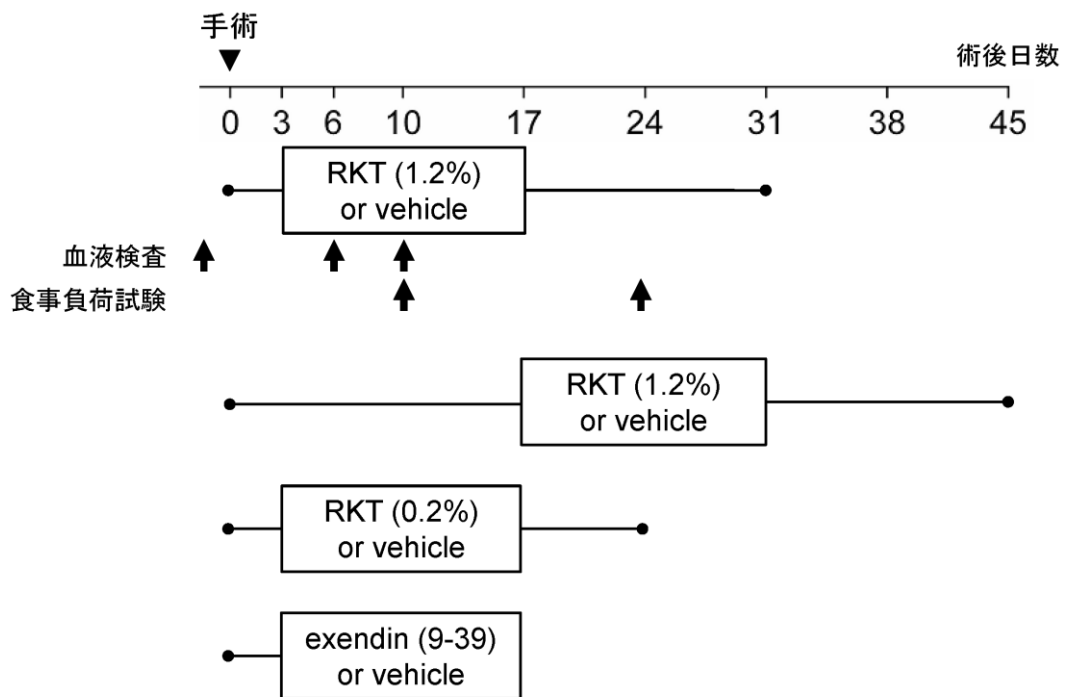 手術
術後日数
0 3 6 10 17 24 31 38 45
RKT (1.2%)
or vehicle
血液検査
食事負荷試験
RKT (1.2%)
or vehicle
RKT (0.2%)
or vehicle
exendin (9-39)
or vehicle